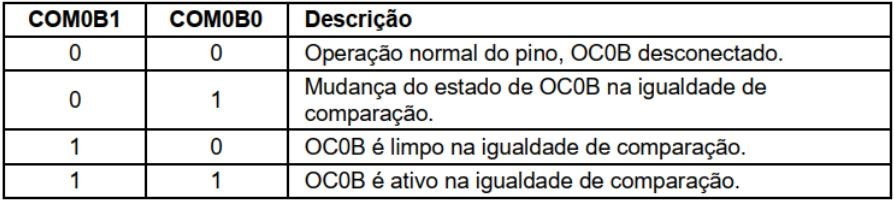 COM0B1 COM0B0 Descrição
0 0 Operação normal do pino, OC0B desconectado.
0 1 Mudança do estado de OC0B na igualdade de
comparação.
1 0 OC0B é limpo na igualdade de comparação.
1 1 OC0B é ativo na igualdade de comparação.